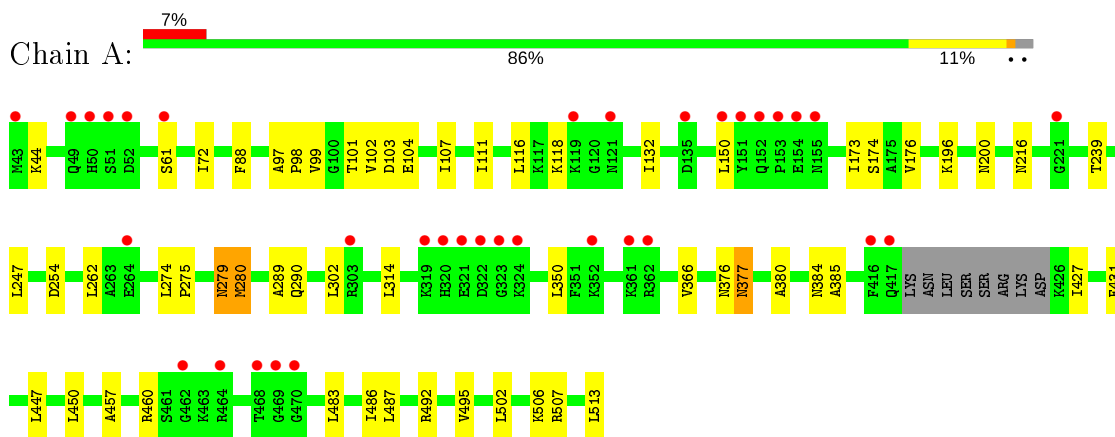 7%
Chain A:
86% 11% ••
M43 K44 Q49 H50 S51 D52 S61 I72 F88 A97 P98 V99 G100 T101 V102 D103 E104 I107 I111 L116 K117 K118 K119 G120 N121 I132 D135 L150 Y151 Q152 P153 E154 N155 I173 S174 A175 V176 K196 N200 N216 G221 T239
L247 D254 L262 A263 E264 L274 P275 N279 M280 A289 Q290 L302 R303 L314 K319 H320 E321 D322 G323 K324 L350 F351 K352 K361 R362 V366 N376 N377 A380 N384 A385 F416 Q417 LYS ASN LEU SER SER ARG LYS ASP K426 I427
L447 L450 A457 R460 S461 G462 K463 R464 T468 G469 G470 L483 I486 L487 R492 V495 L502 K506 R507 L513